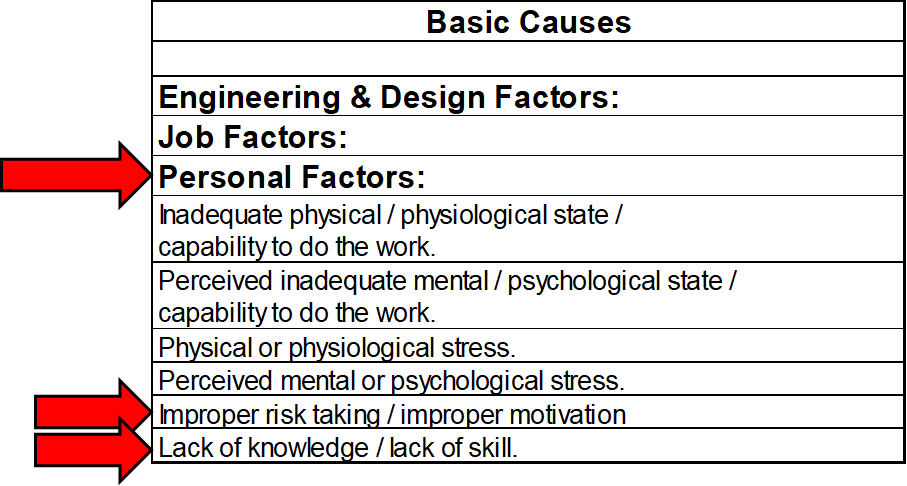 Basic Causes
Engineering & Design Factors:
Job Factors:
Personal Factors:
Inadequate physical / physiological state /
capability to do the work.
Perceived inadequate mental / psychological state /
capability to do the work.
Physical or physiological stress.
Perceived mental or psychological stress.
Improper risk taking / improper motivation
Lack of knowledge / lack of skill.